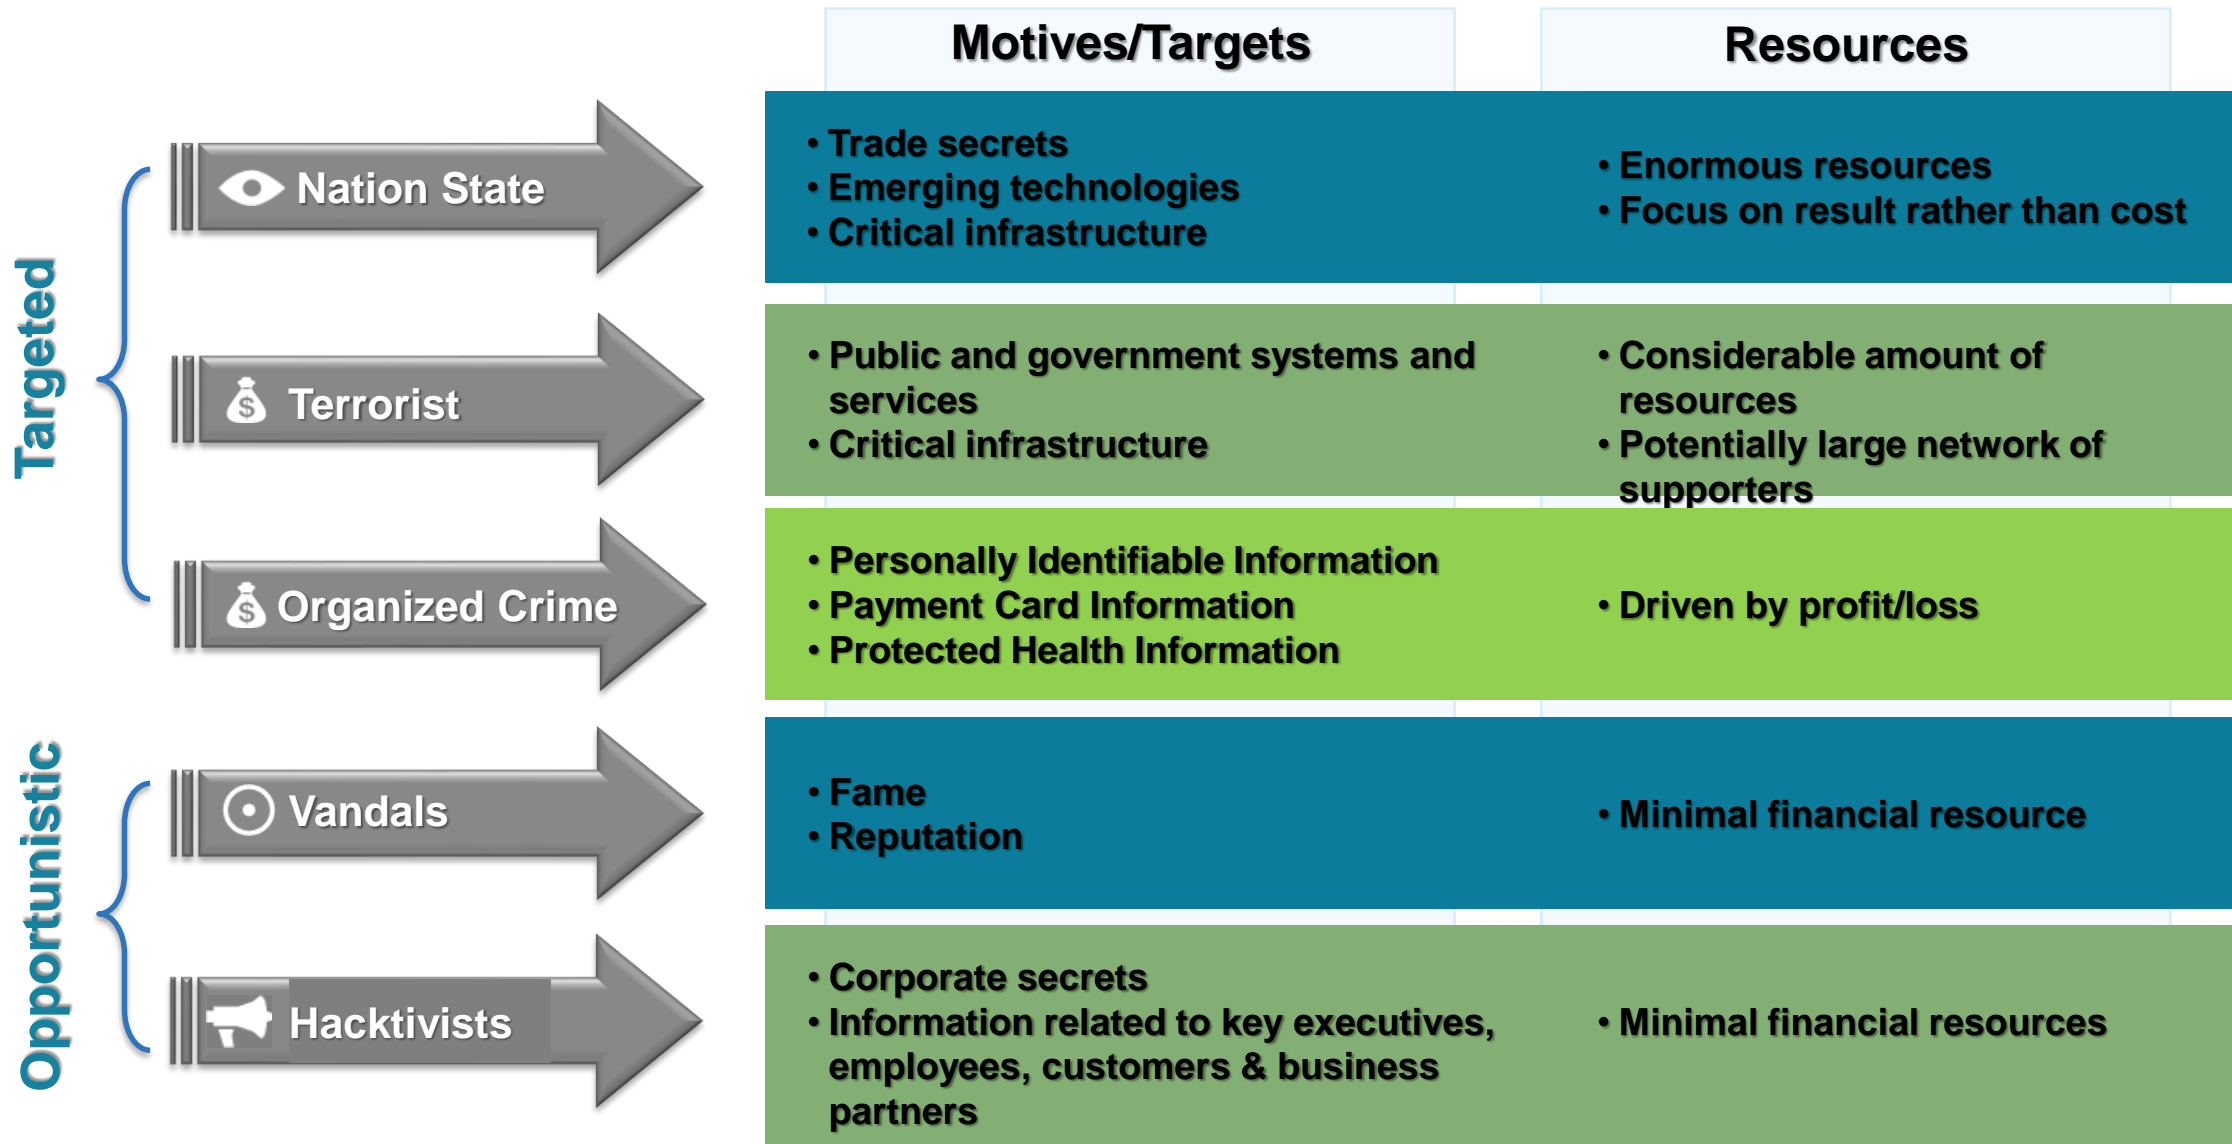 Motives/Targets
Resources
Targeted
Nation State
• Trade secrets
• Emerging technologies
• Critical infrastructure
• Enormous resources
• Focus on result rather than cost
$ Terrorist
• Public and government systems and
services
• Critical infrastructure
• Considerable amount of
resources
• Potentially large network of
supporters
$ Organized Crime
• Personally Identifiable Information
• Payment Card Information
• Protected Health Information
• Driven by profit/loss
Opportunistic
Vandals
• Fame
• Reputation
• Minimal financial resource
Hacktivists
• Corporate secrets
• Information related to key executives,
employees, customers & business
partners
• Minimal financial resources